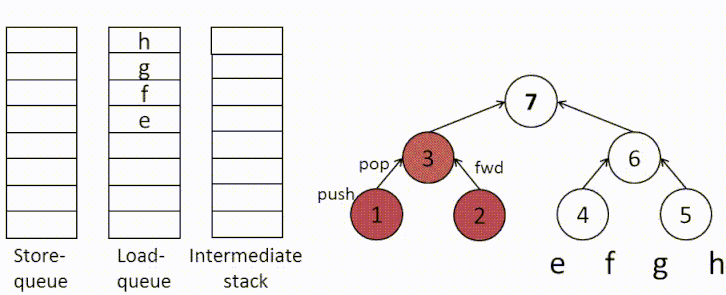 h
g
f
e
Store-
queue
Load-
queue
Intermediate
stack
7
pop
3
fwd
6
push
1
2
4
5
e f g h